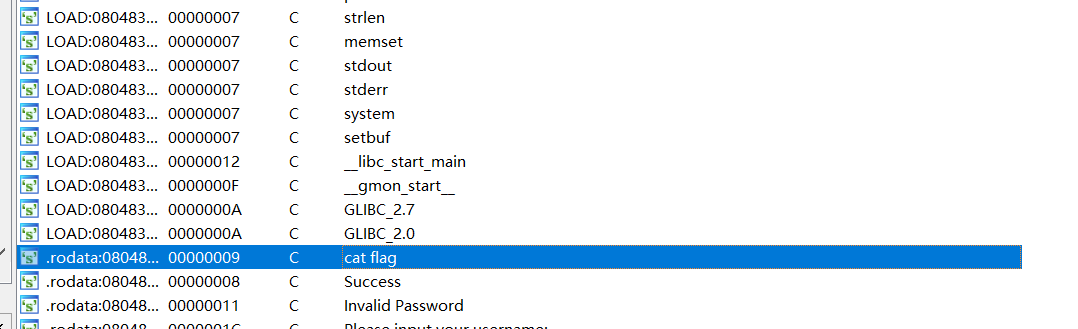 LOAD:080483... 00000007 C strlen
LOAD:080483... 00000007 C memset
LOAD:080483... 00000007 C stdout
LOAD:080483... 00000007 C stderr
LOAD:080483... 00000007 C system
LOAD:080483... 00000007 C setbuf
LOAD:080483... 00000012 C __libc_start_main
LOAD:080483... 0000000F C __gmon_start__
LOAD:080483... 0000000A C GLIBC_2.7
LOAD:080483... 0000000A C GLIBC_2.0
.rodata:08048... 00000009 C cat flag
.rodata:08048... 00000008 C Success
.rodata:08048... 00000011 C Invalid Password
.rodata:08048... 0000001C C Please input your username: